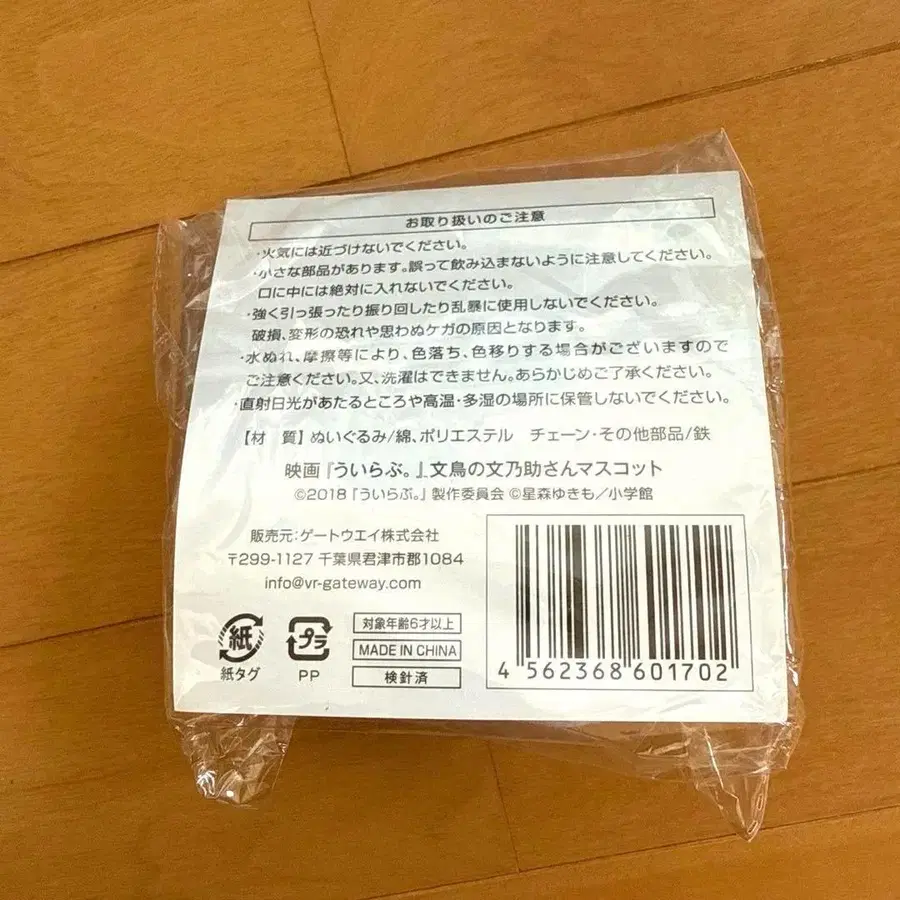 お取り扱いのご注意
・火気には近づけないでください。
・小さな部品があります。誤って飲み込まないように注意してください。
口に中には絶対に入れないでください。
・強く引っ張ったり振り回したり乱暴に使用しないでください。
破損、変形の恐れや思わぬケガの原因となります。
・水ぬれ、摩擦等により、色落ち、色移りする場合がございますので
ご注意ください。又、洗濯はできません。あらかじめご了承ください。
・直射日光があたるところや高温・多湿の場所に保管しないでください。
【材 質】ぬいぐるみ/綿、ポリエステル チェーン・その他部品/鉄
映画『ういらぶ。』文鳥の文乃助さんマスコット
©2018『ういらぶ。』製作委員会 ©星森ゆきも/小学館
販売元:ゲートウエイ株式会社
〒299-1127 千葉県君津市郡1084
info@vr-gateway.com
紙
紙タグ
プラ
PP
対象年齢6才以上
MADE IN CHINA
検針済
4 562368 601702